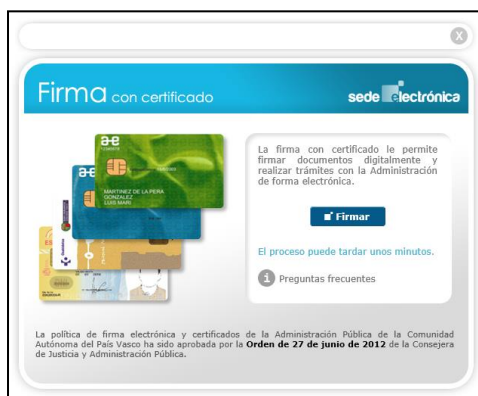 X
Firma con certificado
sede electrónica
La firma con certificado le permite
firmar documentos digitalmente y
realizar trámites con la Administración
de forma electrónica.
Firmar
El proceso puede tardar unos minutos.
i Preguntas frecuentes
MARTINEZ DE LA PERA
GONZALEZ
LUIS MARI
La política de firma electrónica y certificados de la Administración Pública de la Comunidad
Autónoma del País Vasco ha sido aprobada por la Orden de 27 de junio de 2012 de la Consejera
de Justicia y Administración Pública.